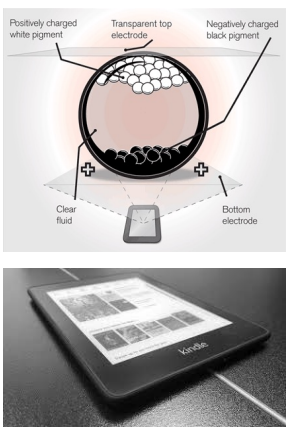 Positively charged
white pigment
Transparent top
electrode
Negatively charged
black pigment
Clear
fluid
Bottom
electrode
kindle